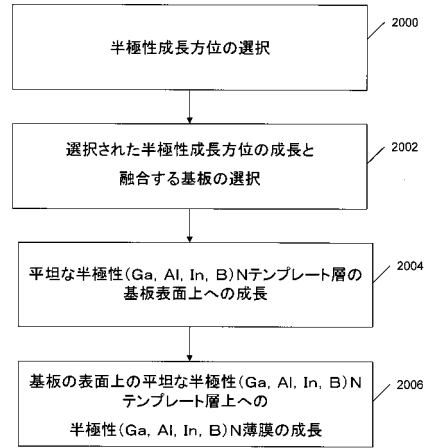 半極性成長方位の選択
2000
選択された半極性成長方位の成長と
融合する基板の選択
2002
平坦な半極性(Ga, Al, In, B)Nテンプレート層の
基板表面上への成長
2004
基板の表面上の平坦な半極性(Ga, Al, In, B)N
テンプレート層上への
半極性(Ga, Al, In, B)N薄膜の成長
2006